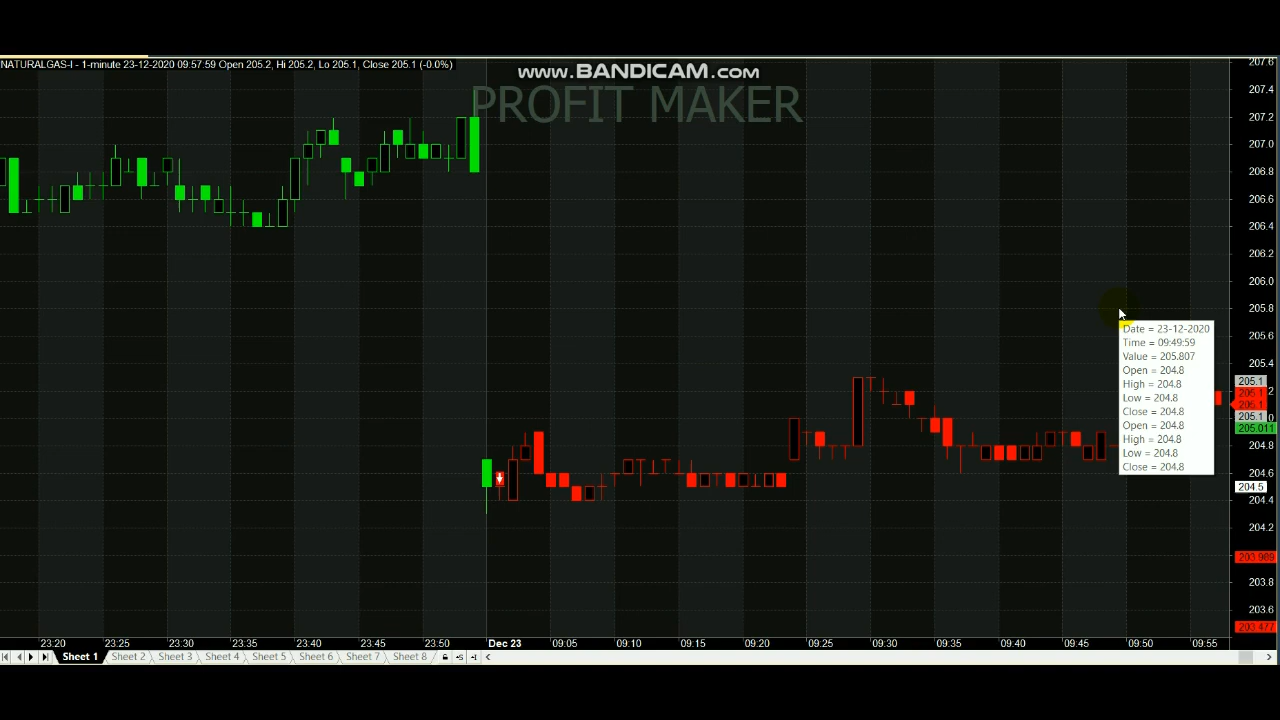 NATURALGAS-I - 1-minute 23-12-2020 09:57:59 Open 205.2, Hi 205.2, Lo 205.1, Close 205.1 (-0.0%)
www.BANDICAM.com
PROFIT MAKER
207.6
207.4
207.2
207.0
206.8
206.6
206.4
206.2
206.0
205.8
205.6
205.4
205.1
205.1
205.1
205.1
205.011
204.8
204.6
204.5
204.4
204.2
203.989
203.8
203.6
203.477
Date = 23-12-2020
Time = 09:49:59
Value = 205.807
Open = 204.8
High = 204.8
Low = 204.8
Close = 204.8
Open = 204.8
High = 204.8
Low = 204.8
Close = 204.8
23:20 23:25 23:30 23:35 23:40 23:45 23:50 Dec 23 09:05 09:10 09:15 09:20 09:25 09:30 09:35 09:40 09:45 09:50 09:55
Sheet 1 Sheet 2 Sheet 3 Sheet 4 Sheet 5 Sheet 6 Sheet 7 Sheet 8